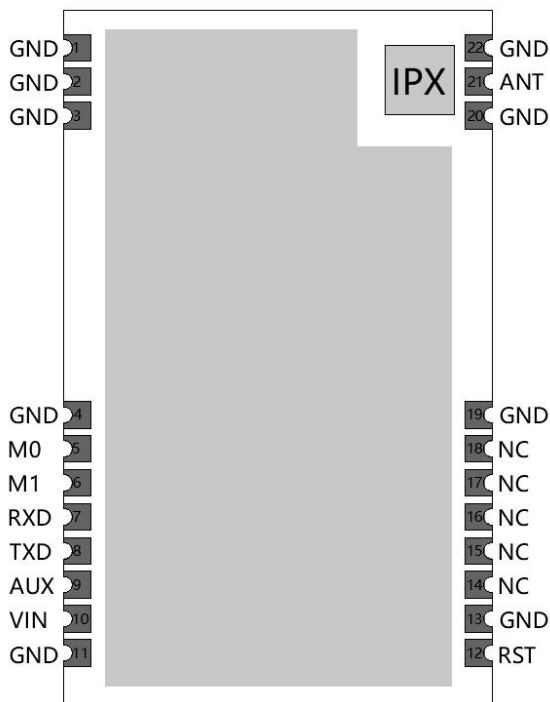 GND 1
GND 2
GND 3
GND 4
M0 5
M1 6
RXD 7
TXD 8
AUX 9
VIN 10
GND 11
IPX
22 GND
21 ANT
20 GND
19 GND
18 NC
17 NC
16 NC
15 NC
14 NC
13 GND
12 RST